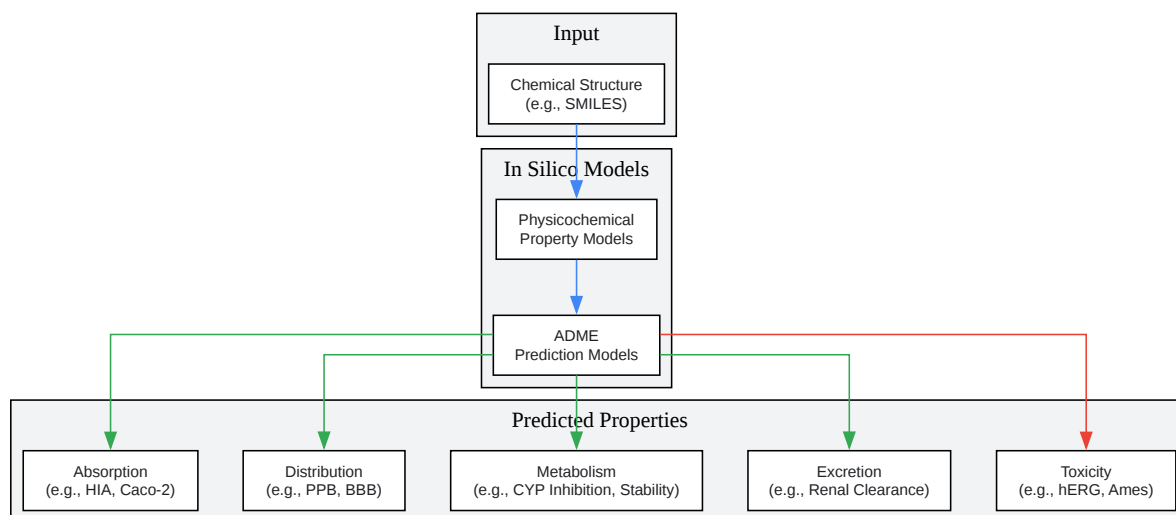 Input
Chemical Structure
(e.g., SMILES)
In Silico Models
Physicochemical
Property Models
ADME
Prediction Models
Predicted Properties
Absorption
(e.g., HIA, Caco-2)
Distribution
(e.g., PPB, BBB)
Metabolism
(e.g., CYP Inhibition, Stability)
Excretion
(e.g., Renal Clearance)
Toxicity
(e.g., hERG, Ames)